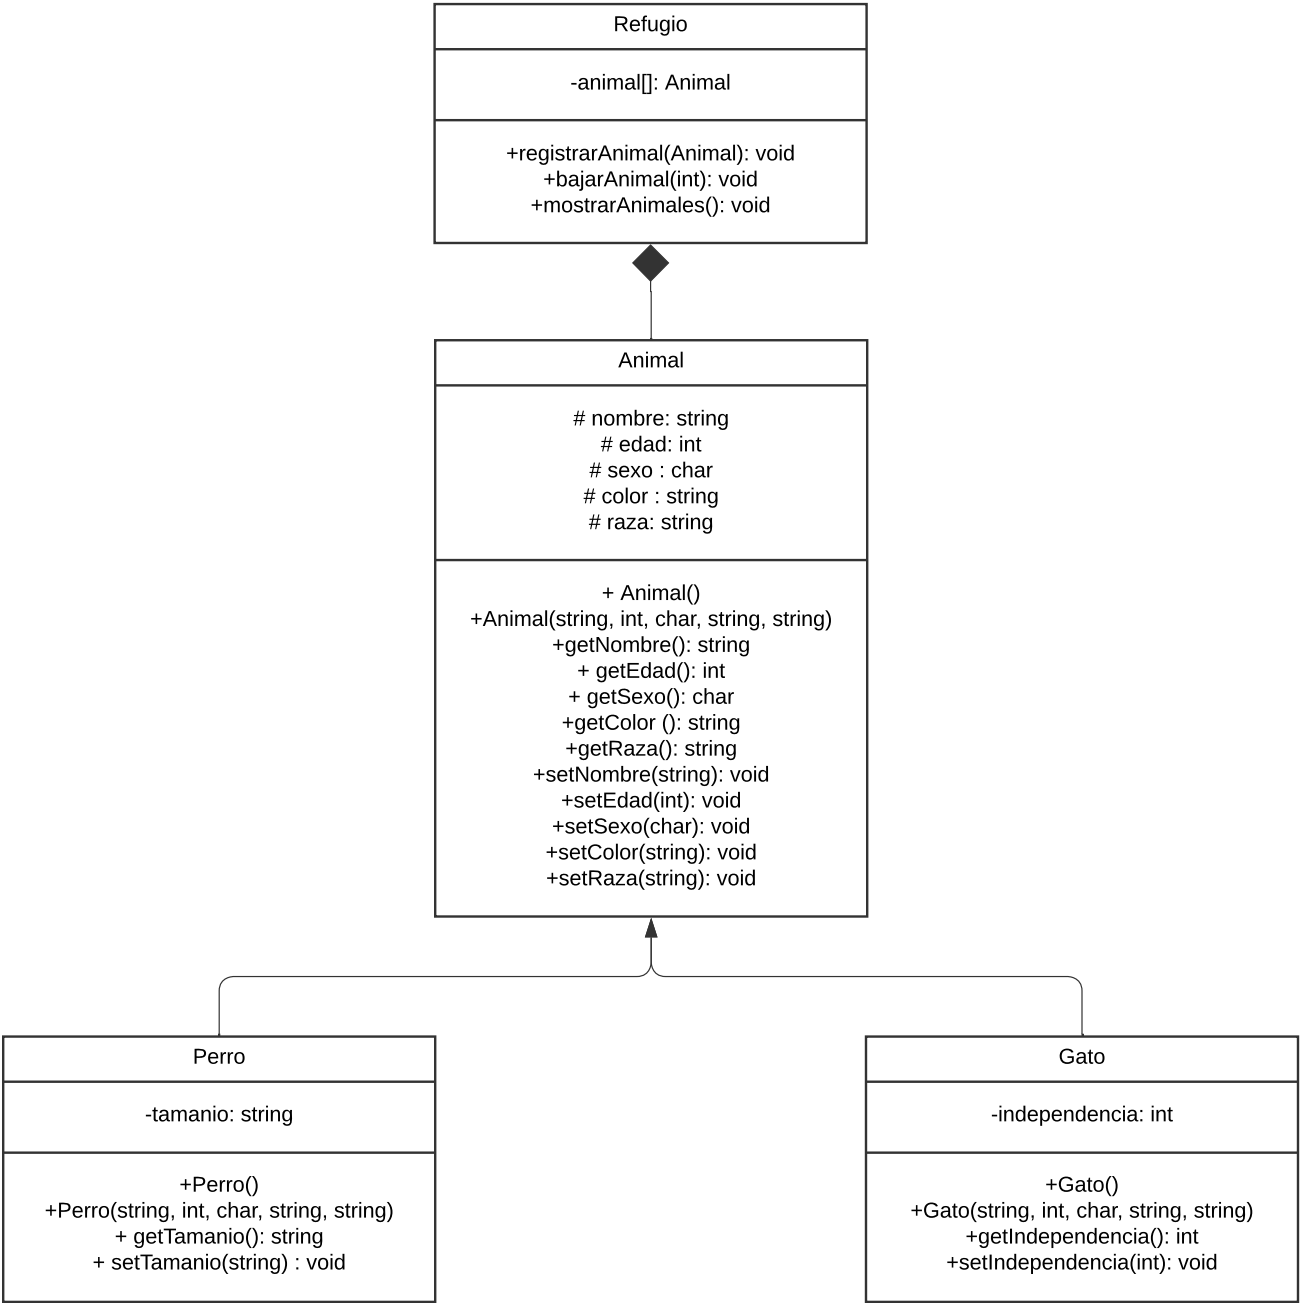 Refugio
-animal[]: Animal
+registrarAnimal(Animal): void
+bajarAnimal(int): void
+mostrarAnimales(): void
Animal
# nombre: string
# edad: int
# sexo : char
# color : string
# raza: string
+ Animal()
+Animal(string, int, char, string, string)
+getNombre(): string
+ getEdad(): int
+ getSexo(): char
+getColor (): string
+getRaza(): string
+setNombre(string): void
+setEdad(int): void
+setSexo(char): void
+setColor(string): void
+setRaza(string): void
Perro
-tamanio: string
+Perro()
+Perro(string, int, char, string, string)
+ getTamanio(): string
+ setTamanio(string) : void
Gato
-independencia: int
+Gato()
+Gato(string, int, char, string, string)
+getIndependencia(): int
+setIndependencia(int): void